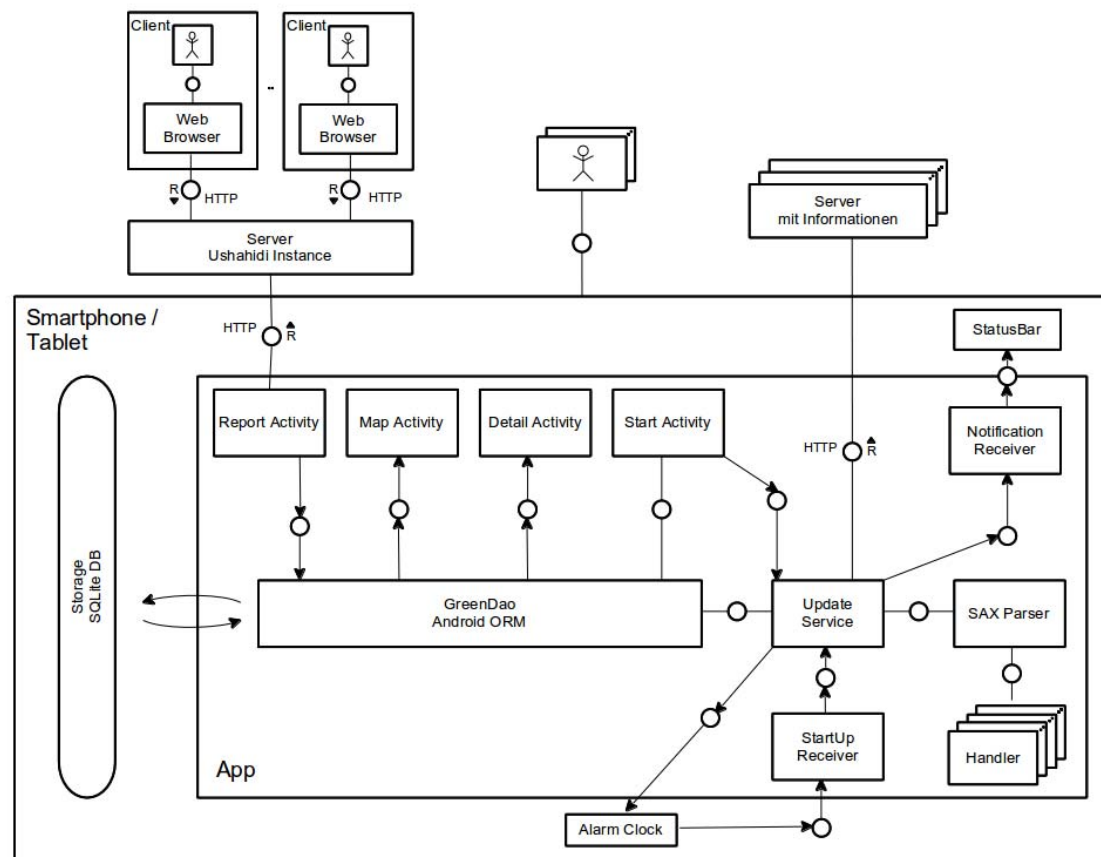 Client
Client
..
Web
Browser
Web
Browser
R
HTTP
R
HTTP
Server
Ushahidi Instance
Server
mit Informationen
Smartphone /
Tablet
HTTP
R
StatusBar
Report Activity
Map Activity
Detail Activity
Start Activity
Notification
Receiver
HTTP
R
Storage
SQLite DB
GreenDao
Android ORM
Update
Service
SAX Parser
StartUp
Receiver
Handler
App
Alarm Clock